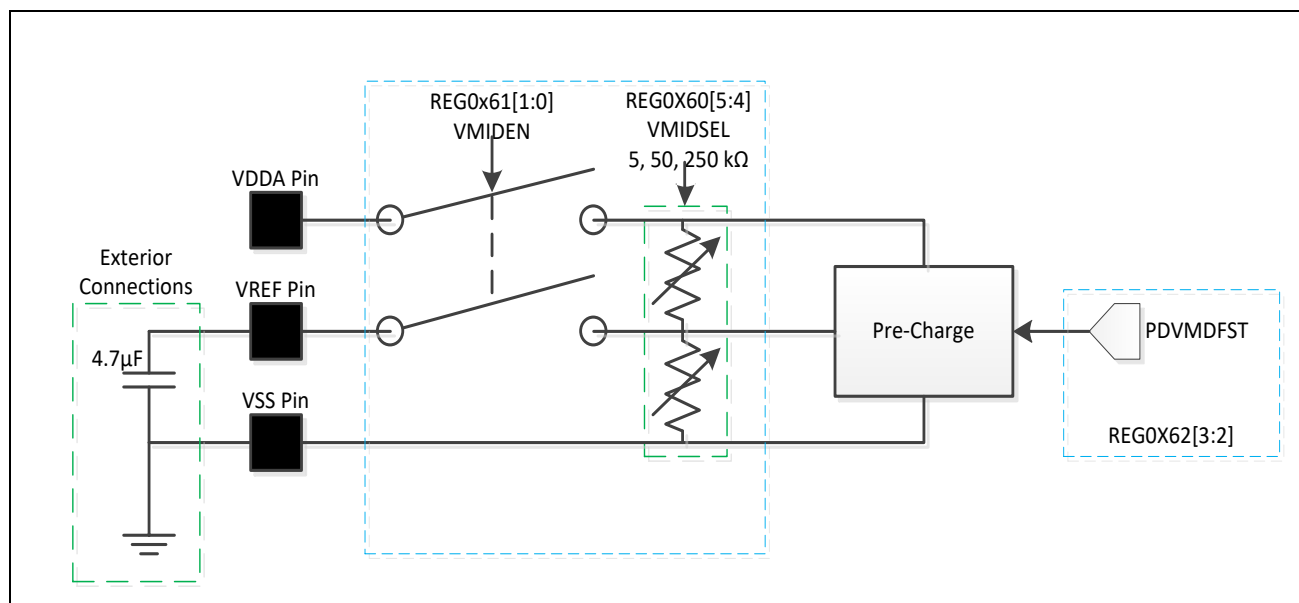 REG0x61[1:0]
VMIDEN
REG0X60[5:4]
VMIDSEL
5, 50, 250 kΩ
VDDA Pin
Exterior
Connections
VREF Pin
4.7µF
VSS Pin
Pre-Charge
PDVMDFST
REG0X62[3:2]